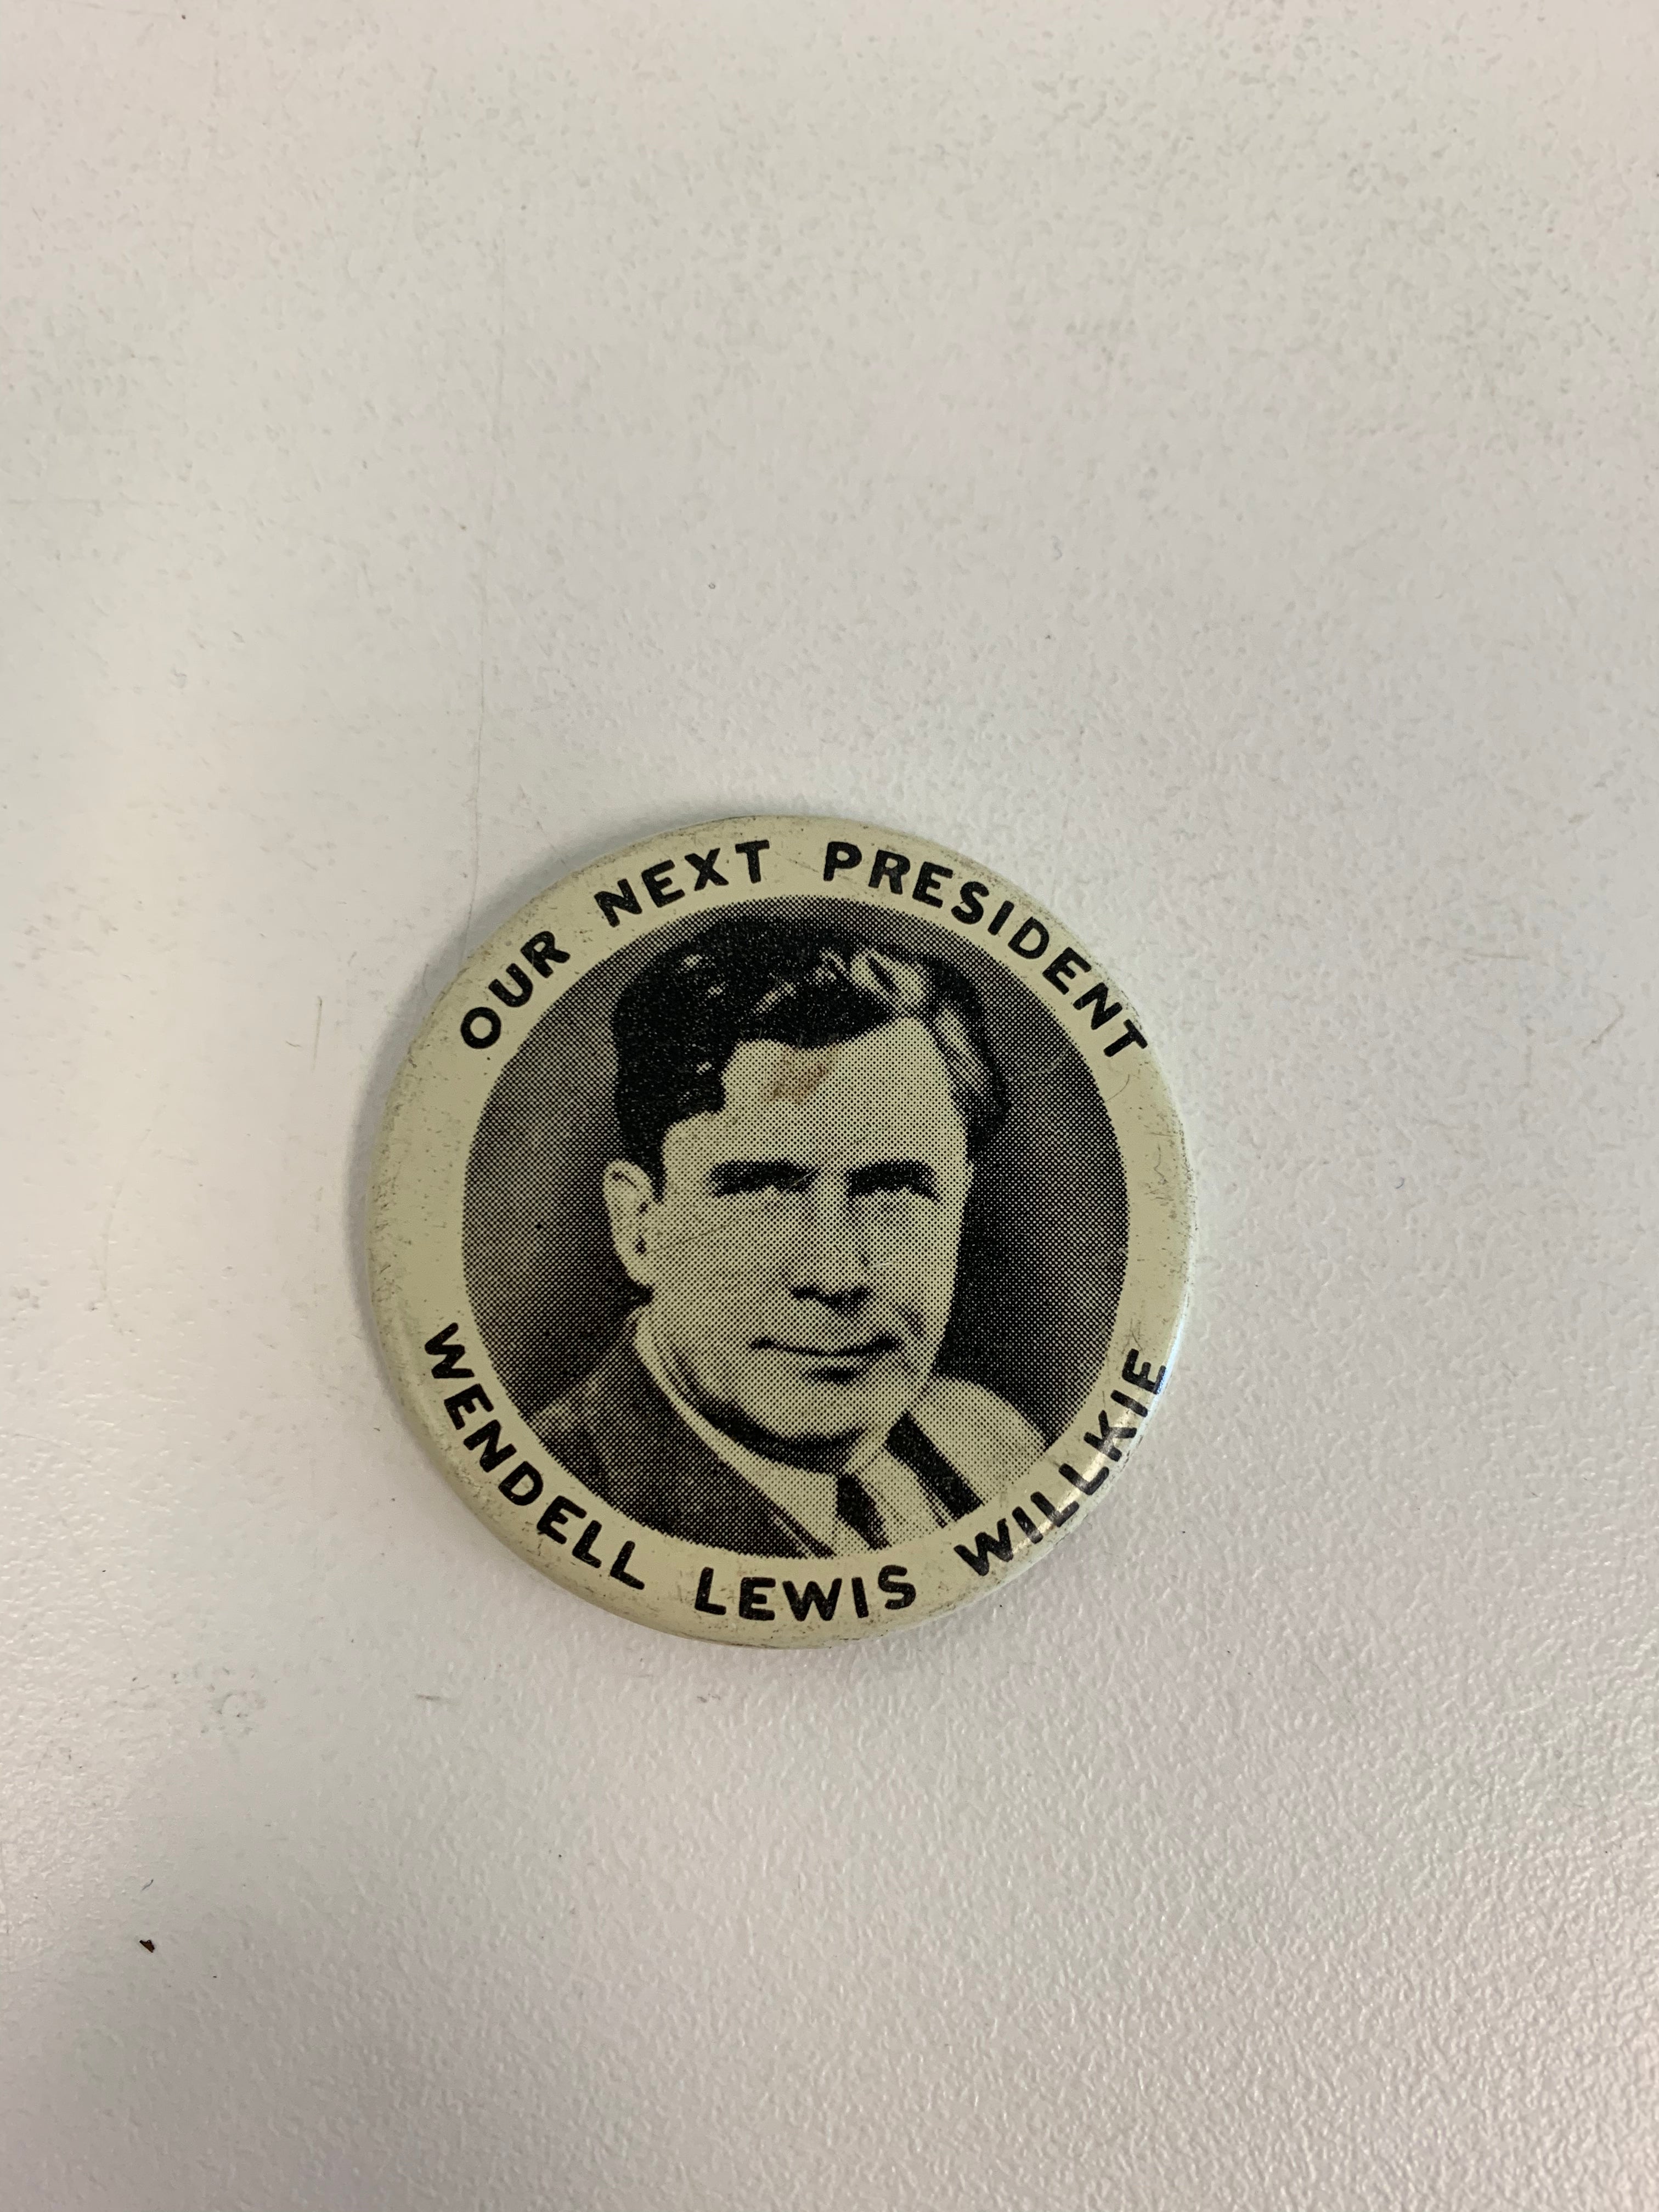 OUR NEXT PRESIDENT
WENDELL LEWIS WILLKIE